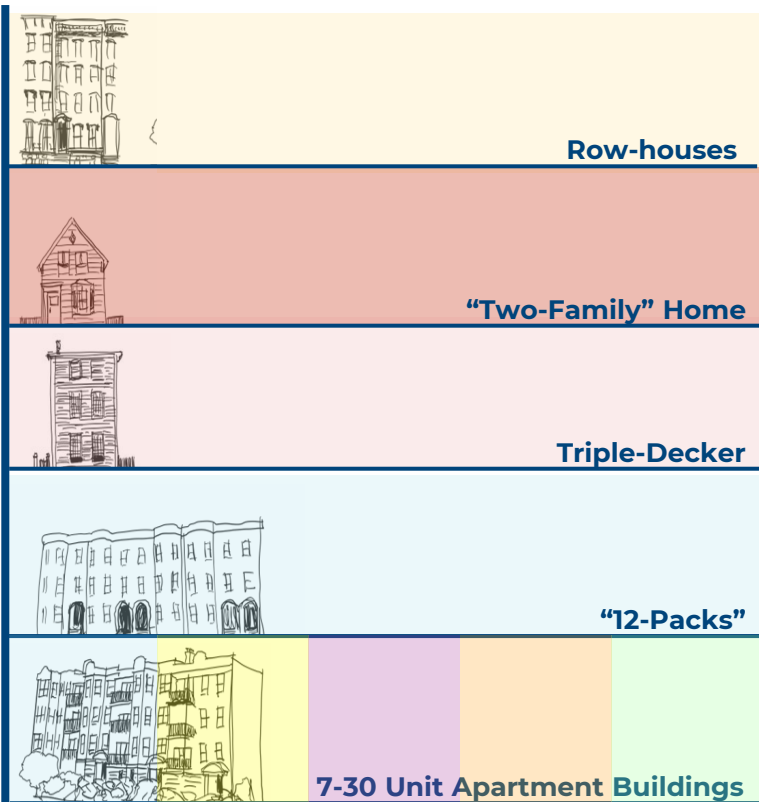 Row-houses
“Two-Family” Home
Triple-Decker
“12-Packs”
7-30 Unit Apartment Buildings